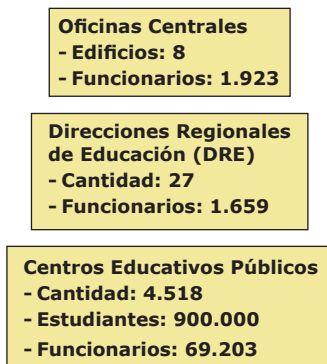 Oficinas Centrales
- Edificios: 8
- Funcionarios: 1.923
Direcciones Regionales
de Educación (DRE)
- Cantidad: 27
- Funcionarios: 1.659
Centros Educativos Públicos
- Cantidad: 4.518
- Estudiantes: 900.000
- Funcionarios: 69.203